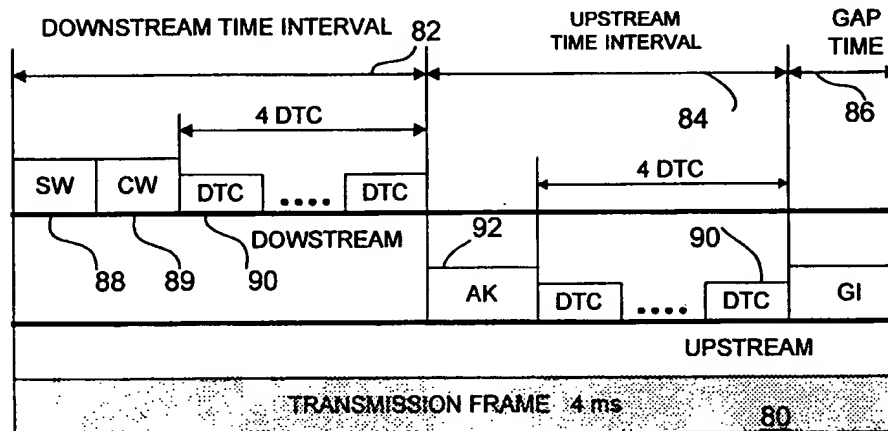 DOWNSTREAM TIME INTERVAL 82
UPSTREAM
TIME INTERVAL
GAP
TIME
4 DTC
84
86
4 DTC
SW CW DTC .... DTC
DOWSTREAM
88 89 90
92
90
AK DTC .... DTC GI
UPSTREAM
TRANSMISSION FRAME 4 ms
80